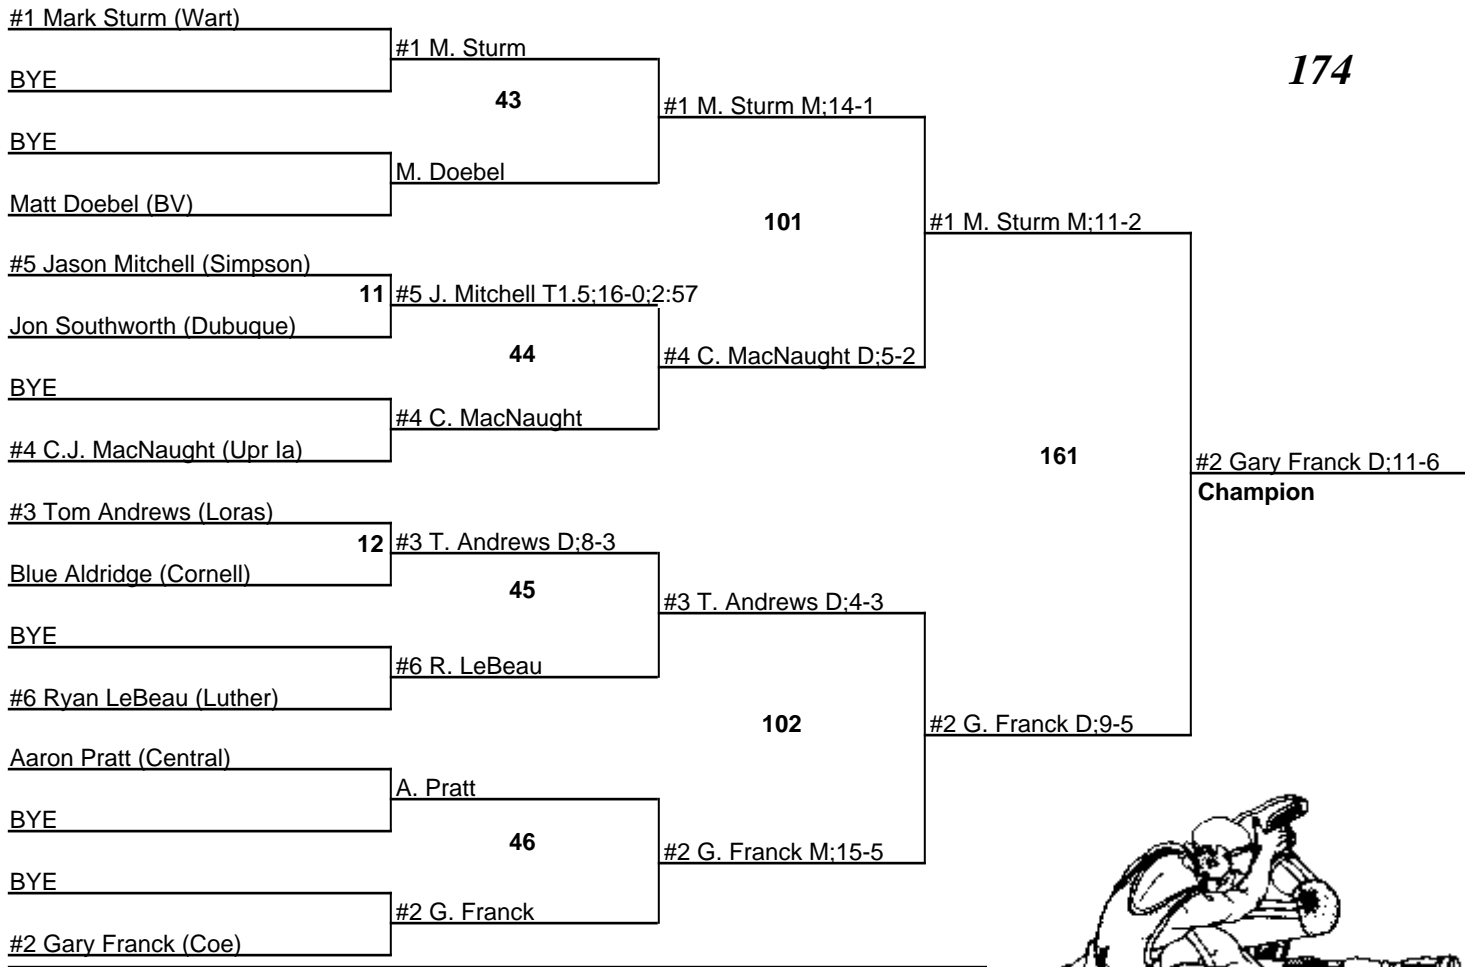 #1 Mark Sturm (Wart)
#1 M. Sturm
174
BYE
43
#1 M. Sturm M;14-1
BYE
M. Doebel
Matt Doebel (BV)
101
#1 M. Sturm M;11-2
#5 Jason Mitchell (Simpson)
11 #5 J. Mitchell T1.5;16-0;2:57
Jon Southworth (Dubuque)
44
#4 C. MacNaught D;5-2
BYE
#4 C. MacNaught
#4 C.J. MacNaught (Upr Ia)
161
#2 Gary Franck D;11-6
Champion
#3 Tom Andrews (Loras)
12 #3 T. Andrews D;8-3
Blue Aldridge (Cornell)
45
#3 T. Andrews D;4-3
BYE
#6 R. LeBeau
#6 Ryan LeBeau (Luther)
102
#2 G. Franck D;9-5
Aaron Pratt (Central)
A. Pratt
BYE
46
#2 G. Franck M;15-5
BYE
#2 G. Franck
#2 Gary Franck (Coe)